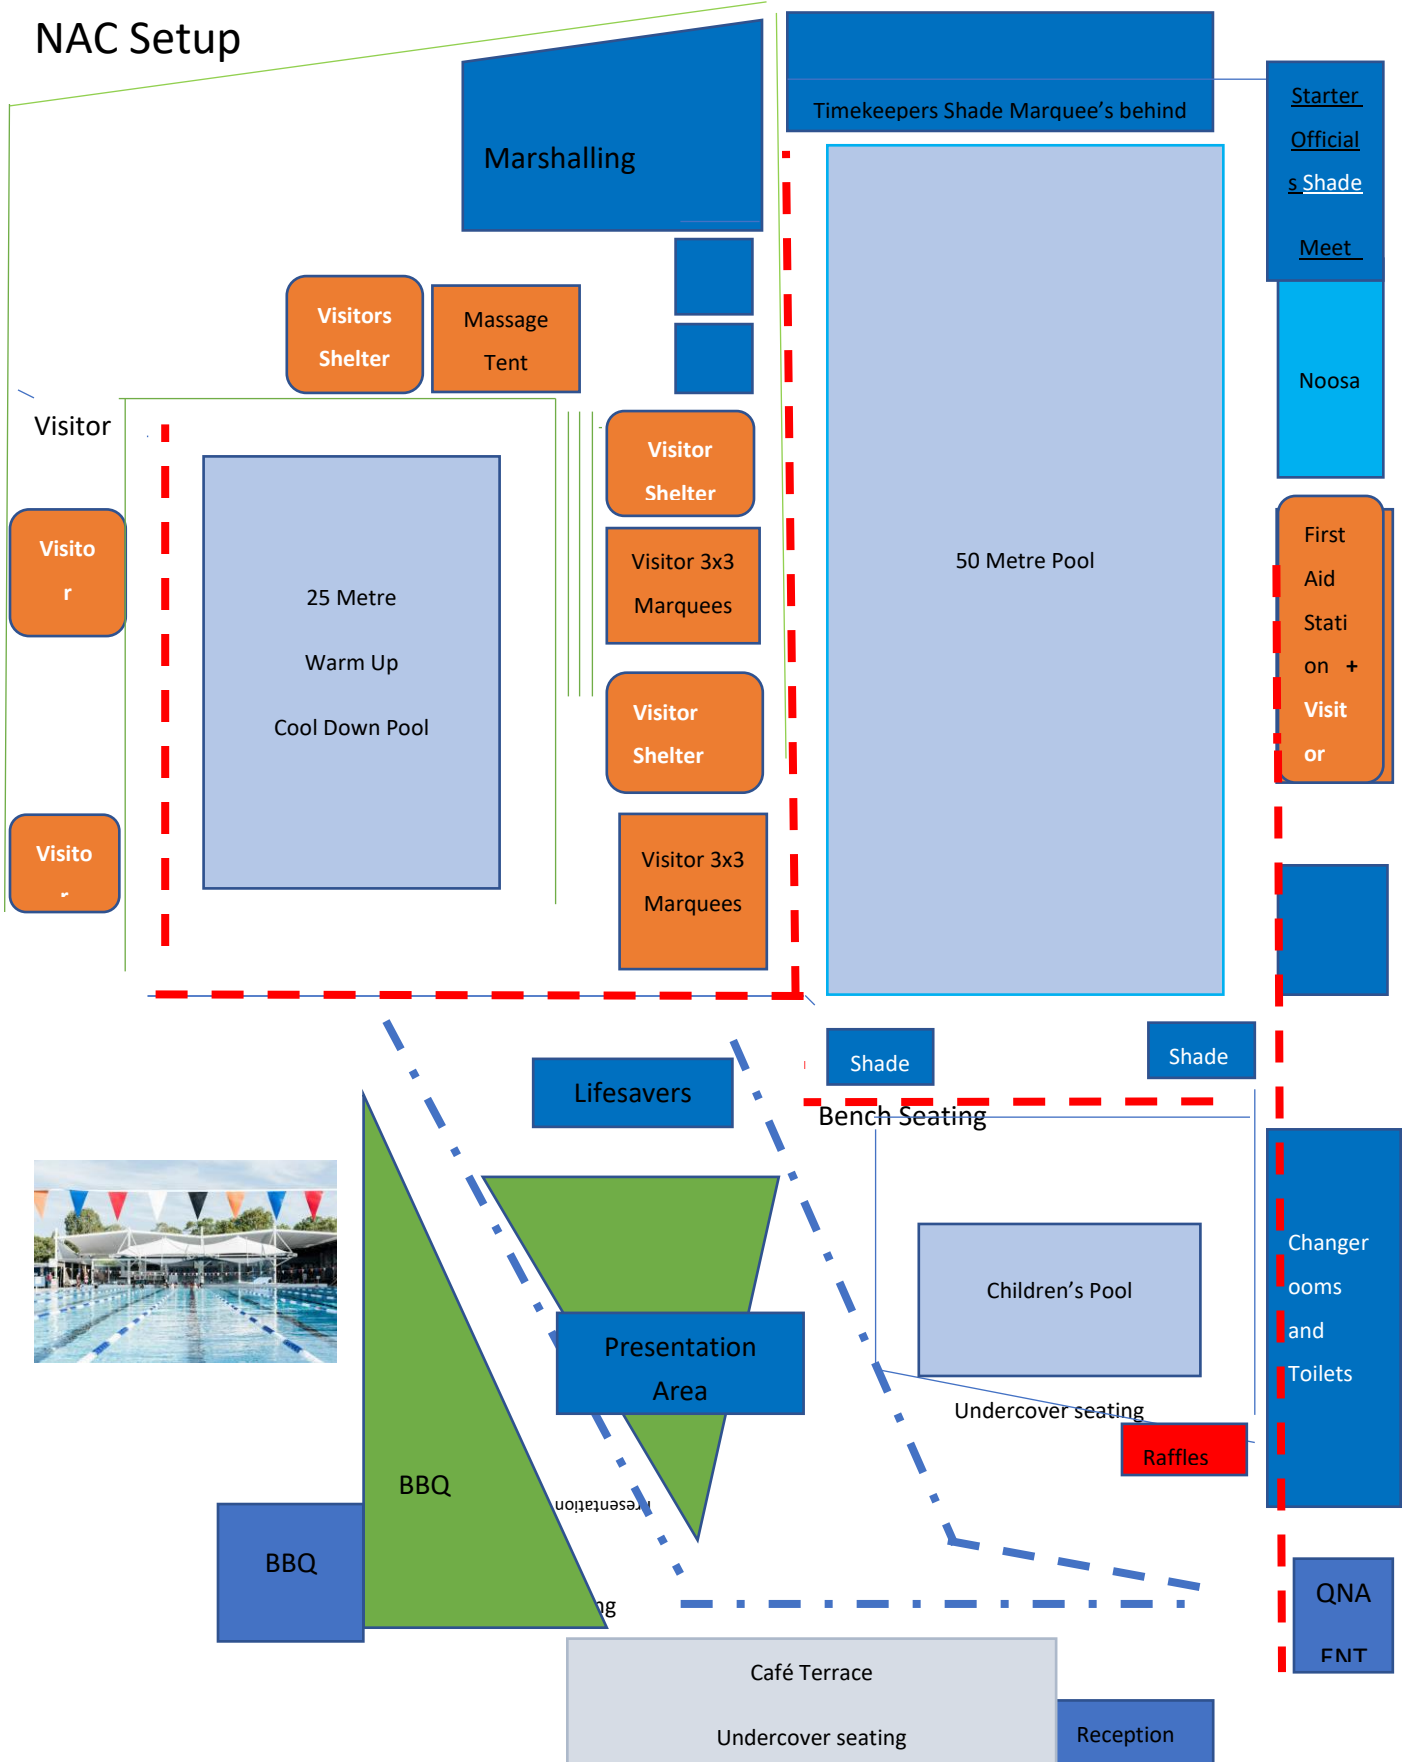 NAC Setup
Timekeepers Shade Marquee’s behind
Starter
Official
s Shade
Meet
Marshalling
Visitors
Shelter
Massage
Tent
Noosa
Visitor
Visitor
Shelter
Visito
r
Visitor 3x3
Marquees
25 Metre
Warm Up
Cool Down Pool
50 Metre Pool
First
Aid
Stati
on +
Visit
or
Visitor
Shelter
Visito
r
Visitor 3x3
Marquees
Shade
Shade
Lifesavers
Bench Seating
Children’s Pool
Changer
ooms
and
Toilets
Presentation
Area
Undercover seating
Raffles
BBQ
Presentation
BBQ
ng
QNA
ENT
Café Terrace
Undercover seating
Reception